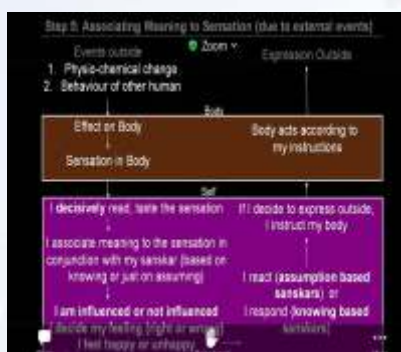 Step 5: Associating Meaning to Sensation (due to external events)
Zoom
Events outside
1. Physio-chemical change
2. Behaviour of other human
Expression Outside
Body
Effect on Body
Sensation in Body
Body acts according to
my instructions
Self
I decisively read, taste the sensation
I associate meaning to the sensation in
conjunction with my sanskar (based on
knowing or just on assuming)
I am influenced or not influenced
I decide my feeling (right or wrong)
I feel happy or unhappy
If I decide to express outside,
I instruct my body
I react (assumption based
sanskars) or
I respond (knowing based
sanskars)